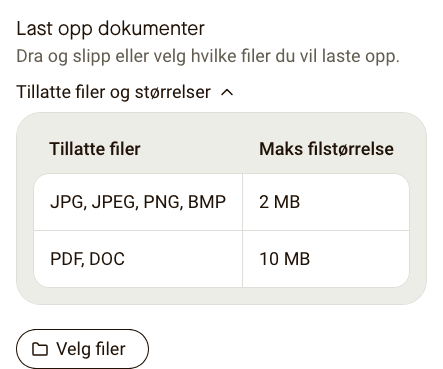 Last opp dokumenter
Dra og slipp eller velg hvilke filer du vil laste opp.
Tillatte filer og størrelser
Tillatte filer Maks filstørrelse
JPG, JPEG, PNG, BMP 2 MB
PDF, DOC 10 MB
Velg filer